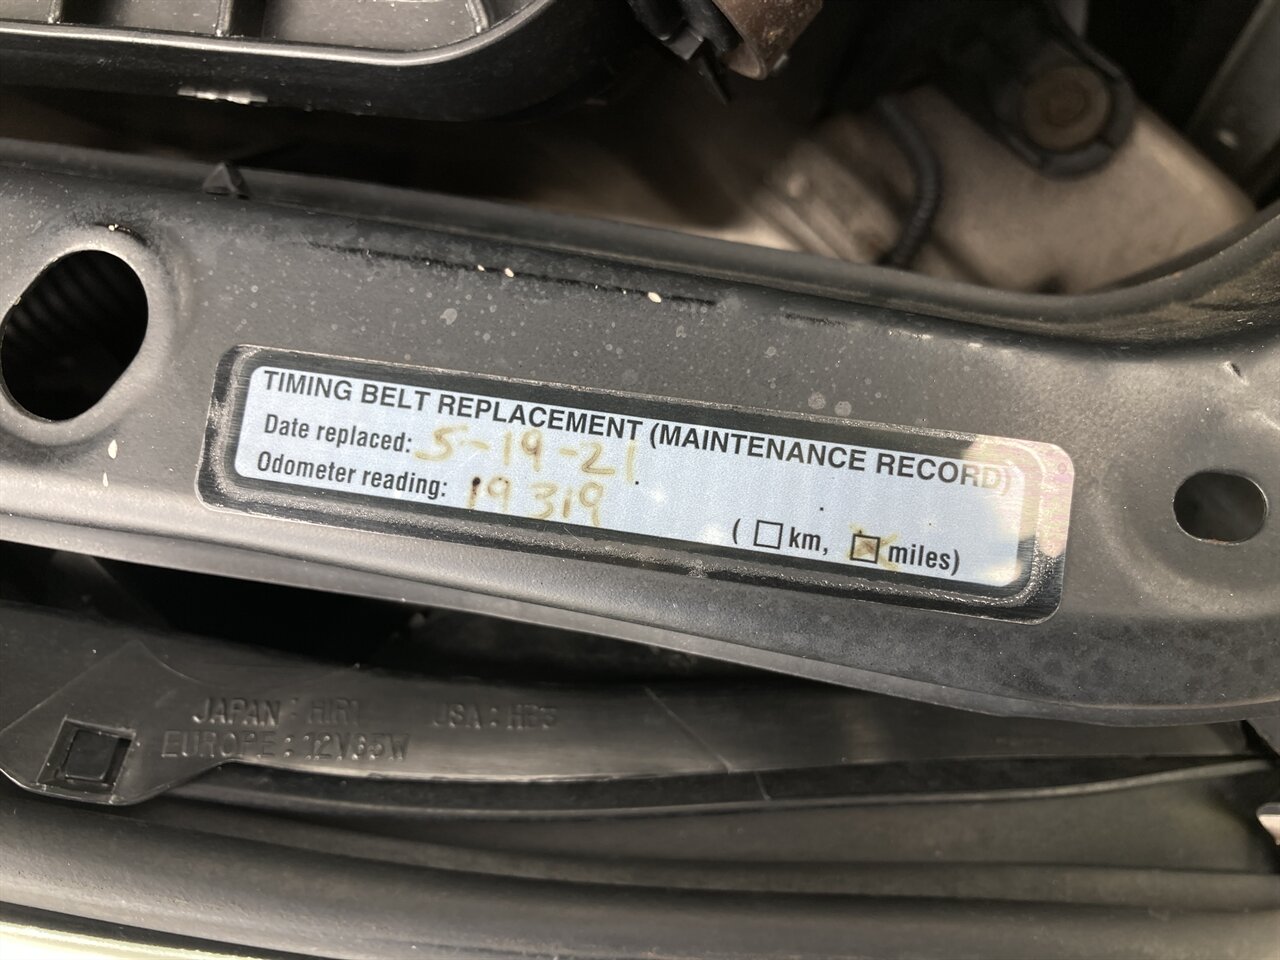 TIMING BELT REPLACEMENT (MAINTENANCE RECORD)
Date replaced: 5-19-21
Odometer reading: 19319
( □ km, ☒ miles)
JAPAN : HIR1 USA : HB3
EUROPE : 12V65W